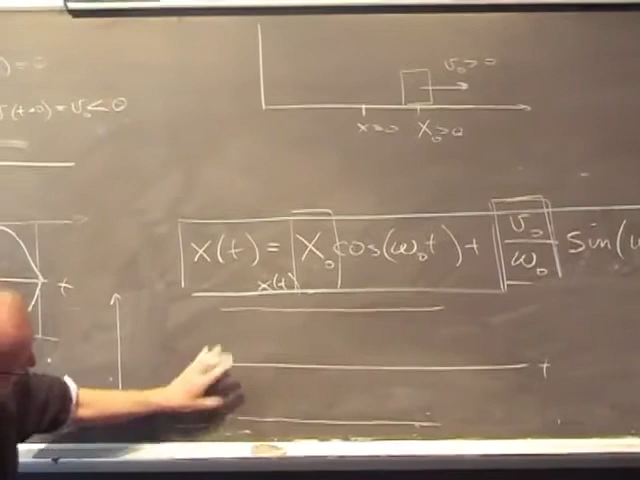 ) = 0
(t=0) = v₀ < 0
v₀ > 0
x=0 X₀>0
x(t) = X₀ cos(ω₀t) + v₀/ω₀ sin(ω
x(t)
t
t